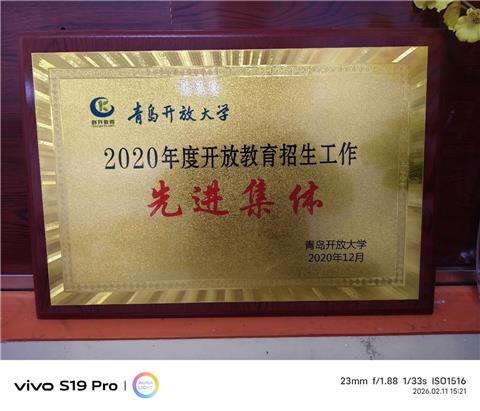 青岛开放大学
2020年度开放教育招生工作
先进集体
青岛开放大学
2020年12月
vivo S19 Pro
AURA LIGHT
23mm f/1.88 1/33s ISO1516
2026.02.11 15:21